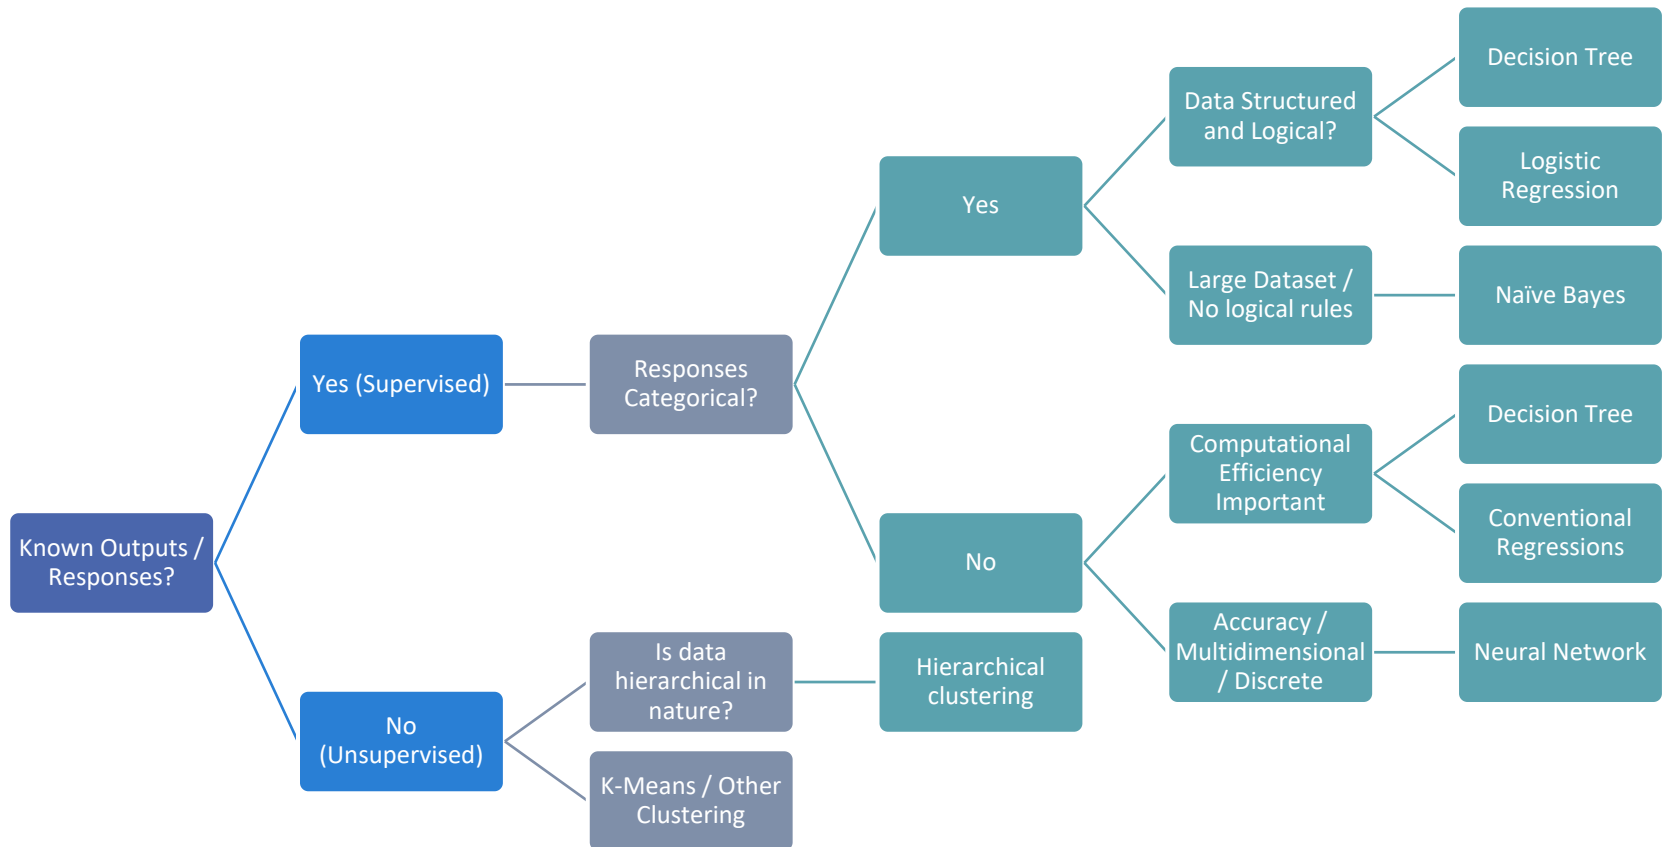 Known Outputs /
Responses?
Yes (Supervised)
No
(Unsupervised)
Responses
Categorical?
Is data
hierarchical in
nature?
K-Means / Other
Clustering
Yes
No
Hierarchical
clustering
Data Structured
and Logical?
Large Dataset /
No logical rules
Computational
Efficiency
Important
Accuracy /
Multidimensional
/ Discrete
Decision Tree
Logistic
Regression
Naïve Bayes
Decision Tree
Conventional
Regressions
Neural Network